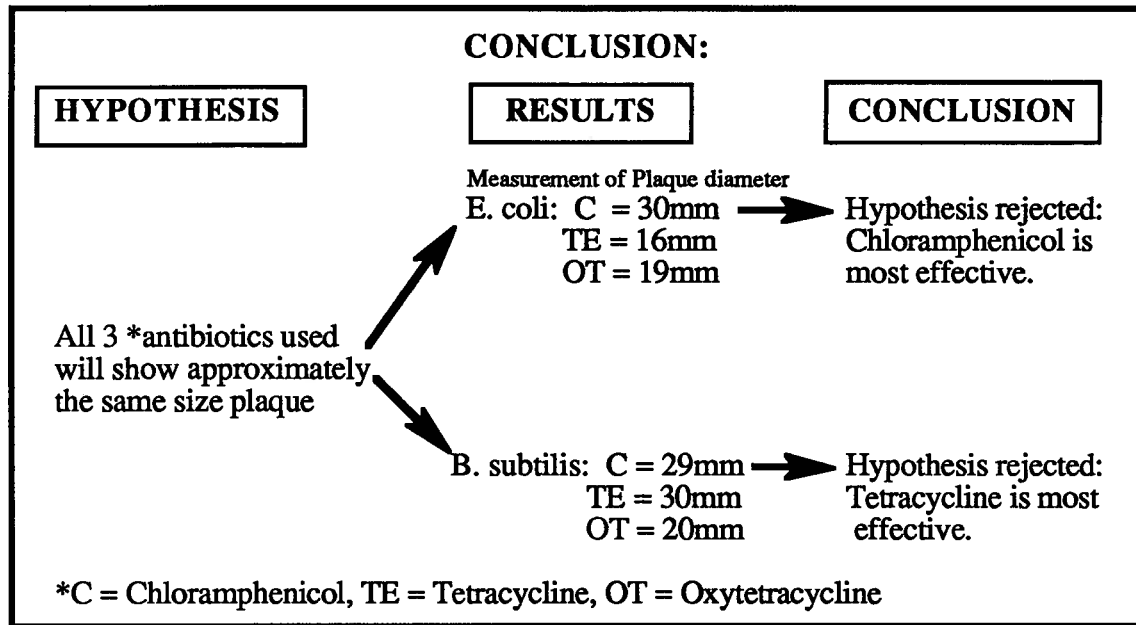 CONCLUSION:
HYPOTHESIS
RESULTS
CONCLUSION
All 3 *antibiotics used
will show approximately
the same size plaque
Measurement of Plaque diameter
E. coli: C = 30mm
TE = 16mm
OT = 19mm
Hypothesis rejected:
Chloramphenicol is
most effective.
B. subtilis: C = 29mm
TE = 30mm
OT = 20mm
Hypothesis rejected:
Tetracycline is most
effective.
*C = Chloramphenicol, TE = Tetracycline, OT = Oxytetracycline